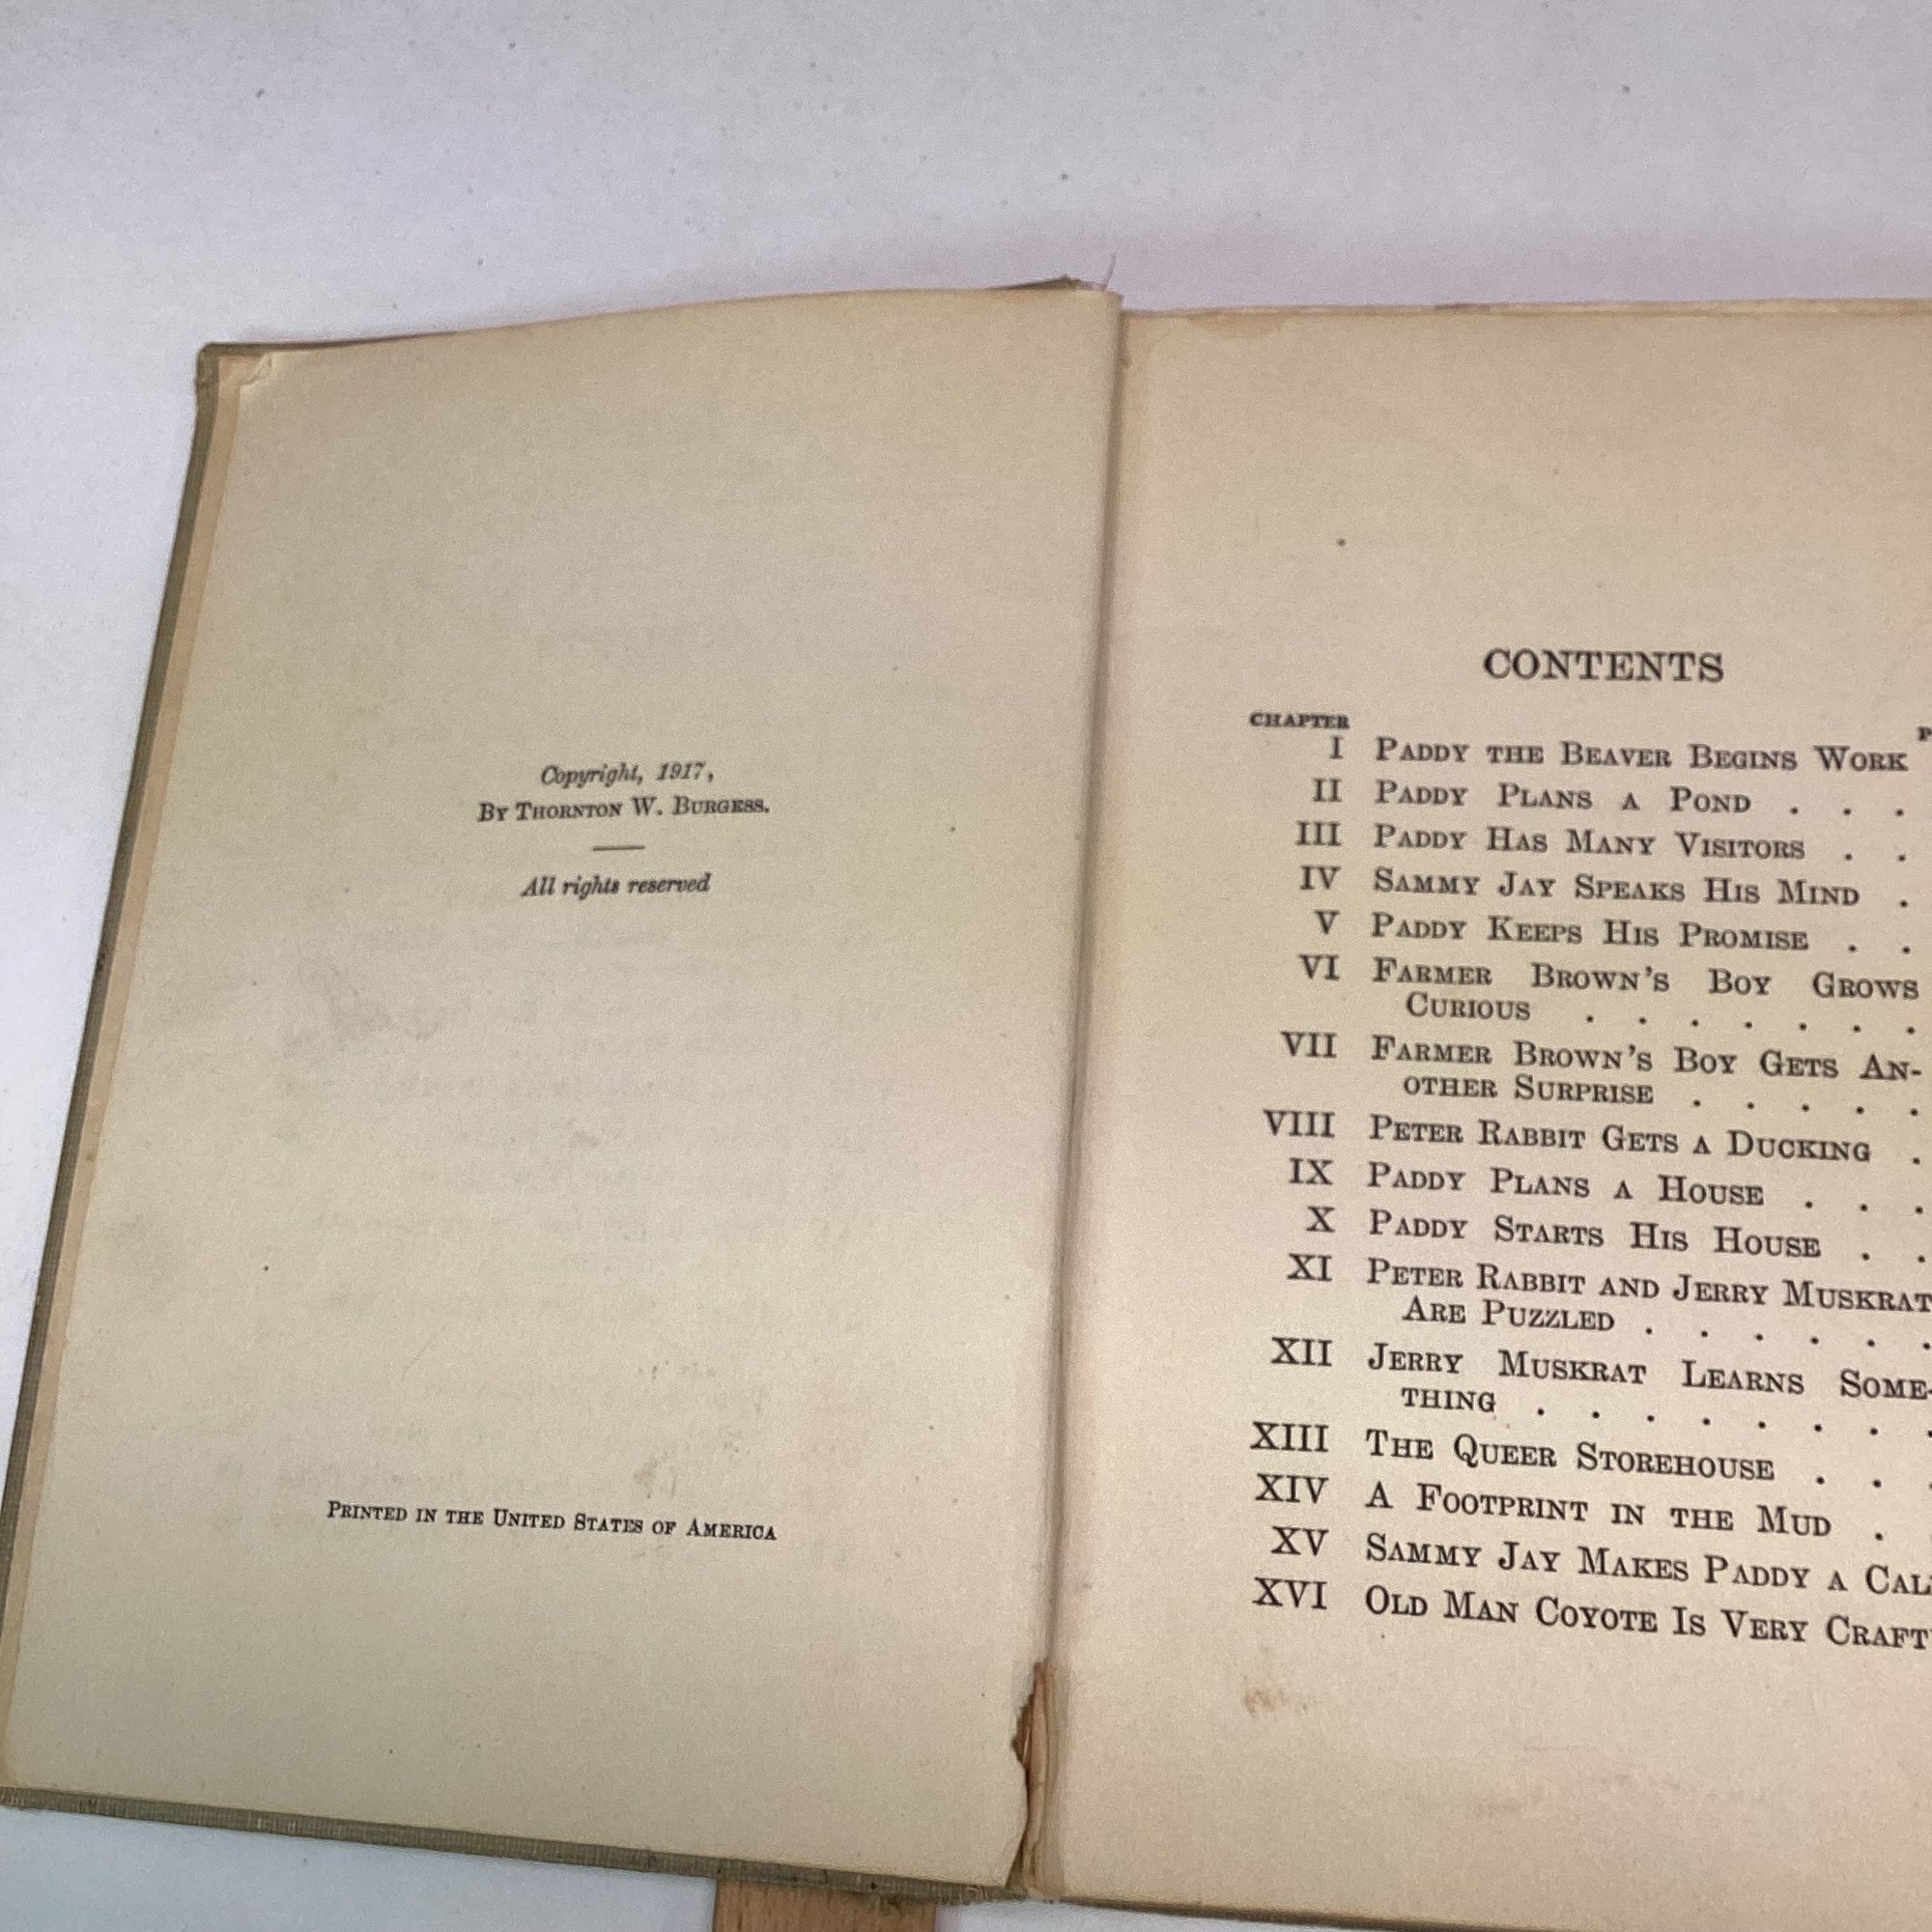 Copyright, 1917,
By Thornton W. Burgess.
All rights reserved
Printed in the United States of America
CONTENTS
CHAPTER
I Paddy the Beaver Begins Work
II Paddy Plans a Pond . . .
III Paddy Has Many Visitors . .
IV Sammy Jay Speaks His Mind .
V Paddy Keeps His Promise . .
VI Farmer Brown's Boy Grows
Curious . . . . . . .
VII Farmer Brown's Boy Gets An-
other Surprise . . . . .
VIII Peter Rabbit Gets a Ducking .
IX Paddy Plans a House . . .
X Paddy Starts His House . .
XI Peter Rabbit and Jerry Muskrat
Are Puzzled . . . . . .
XII Jerry Muskrat Learns Some-
thing . . . . . . . .
XIII The Queer Storehouse . . .
XIV A Footprint in the Mud .
XV Sammy Jay Makes Paddy a
XVI Old Man Coyote Is Very